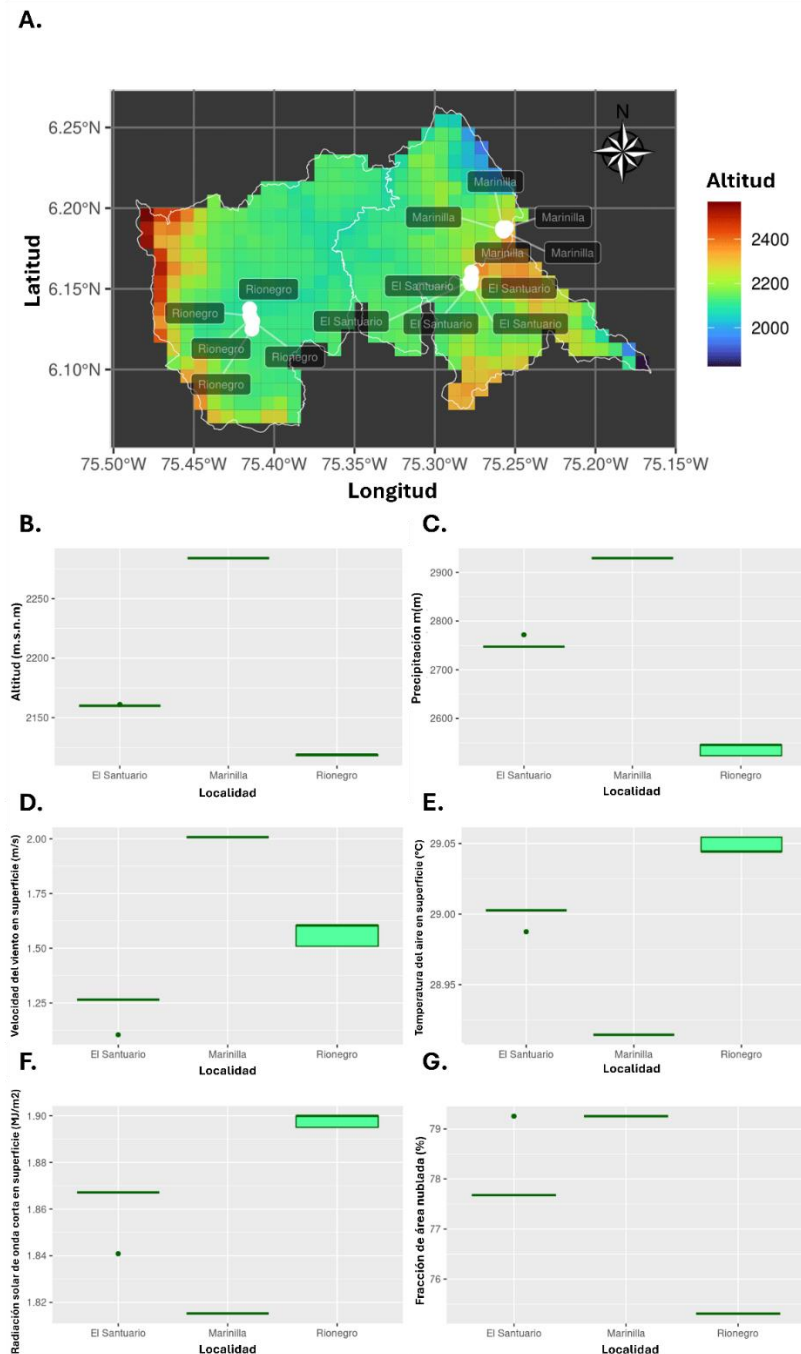 A.
N
6.25°N
6.20°N
6.15°N
6.10°N
Latitud
Marinilla
Marinilla
Marinilla
Marinilla
Marinilla
El Santuario
El Santuario
El Santuario
El Santuario
El Santuario
Rionegro
Rionegro
Rionegro
Rionegro
Rionegro
75.50°W 75.45°W 75.40°W 75.35°W 75.30°W 75.25°W 75.20°W 75.15°W
Longitud
Altitud
2400
2200
2000
B.
Altitud (m.s.n.m)
2250
2200
2150
El Santuario Marinilla Rionegro
Localidad
C.
Precipitación m(m)
2900
2800
2700
2600
El Santuario Marinilla Rionegro
Localidad
D.
Velocidad del viento en superficie (m/s)
2.00
1.75
1.50
1.25
El Santuario Marinilla Rionegro
Localidad
E.
Temperatura del aire en superficie (°C)
29.05
29.00
28.95
El Santuario Marinilla Rionegro
Localidad
F.
Radiación solar de onda corta en superficie (MJ/m2)
1.90
1.88
1.86
1.84
1.82
El Santuario Marinilla Rionegro
Localidad
G.
Fracción de área nublada (%)
79
78
77
76
El Santuario Marinilla Rionegro
Localidad